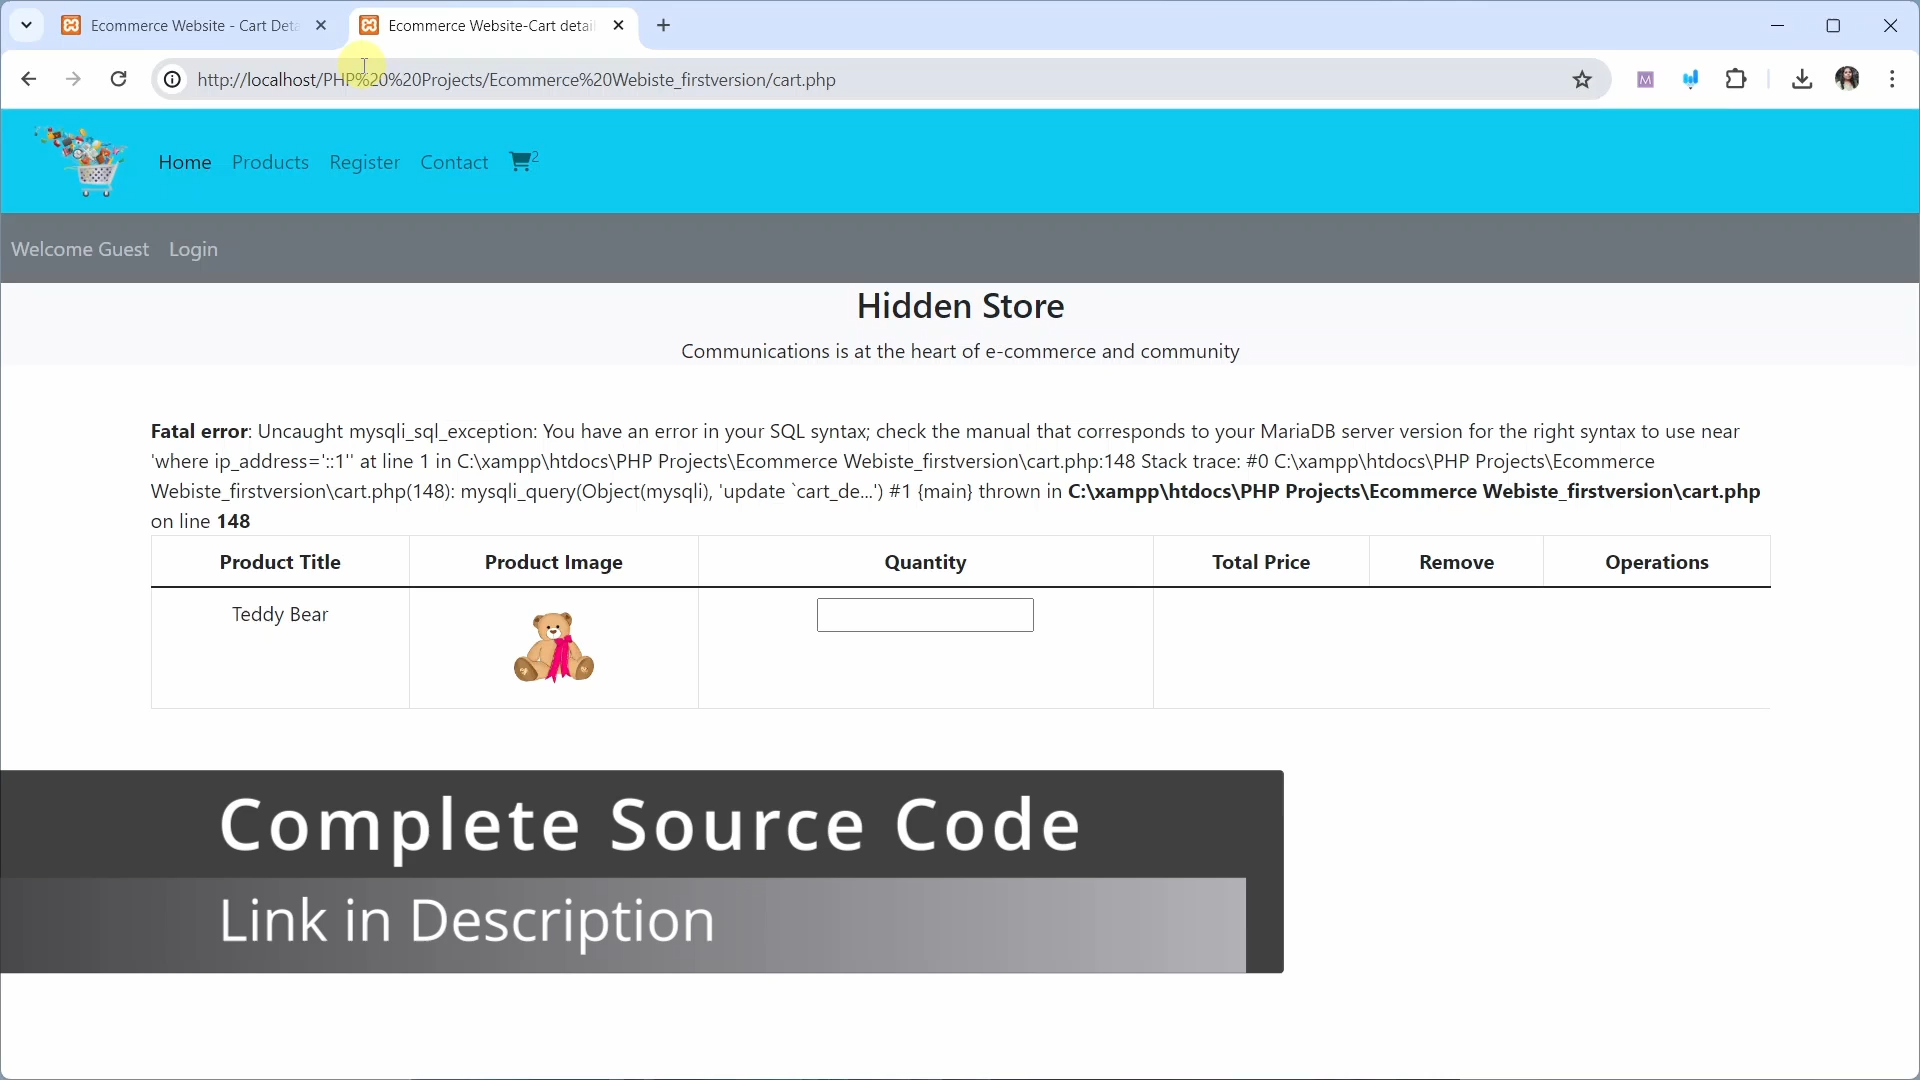 Ecommerce Website - Cart Deta
Ecommerce Website-Cart detai
http://localhost/PHP%20%20Projects/Ecommerce%20Webiste_firstversion/cart.php
M
Home Products Register Contact 2
Welcome Guest Login
Hidden Store
Communications is at the heart of e-commerce and community
Fatal error: Uncaught mysqli_sql_exception: You have an error in your SQL syntax; check the manual that corresponds to your MariaDB server version for the right syntax to use near
'where ip_address='::1'' at line 1 in C:\xampp\htdocs\PHP Projects\Ecommerce Webiste_firstversion\cart.php:148 Stack trace: #0 C:\xampp\htdocs\PHP Projects\Ecommerce
Webiste_firstversion\cart.php(148): mysqli_query(Object(mysqli), 'update `cart_de...') #1 {main} thrown in C:\xampp\htdocs\PHP Projects\Ecommerce Webiste_firstversion\cart.php
on line 148
Product Title Product Image Quantity Total Price Remove Operations
Teddy Bear
Complete Source Code
Link in Description